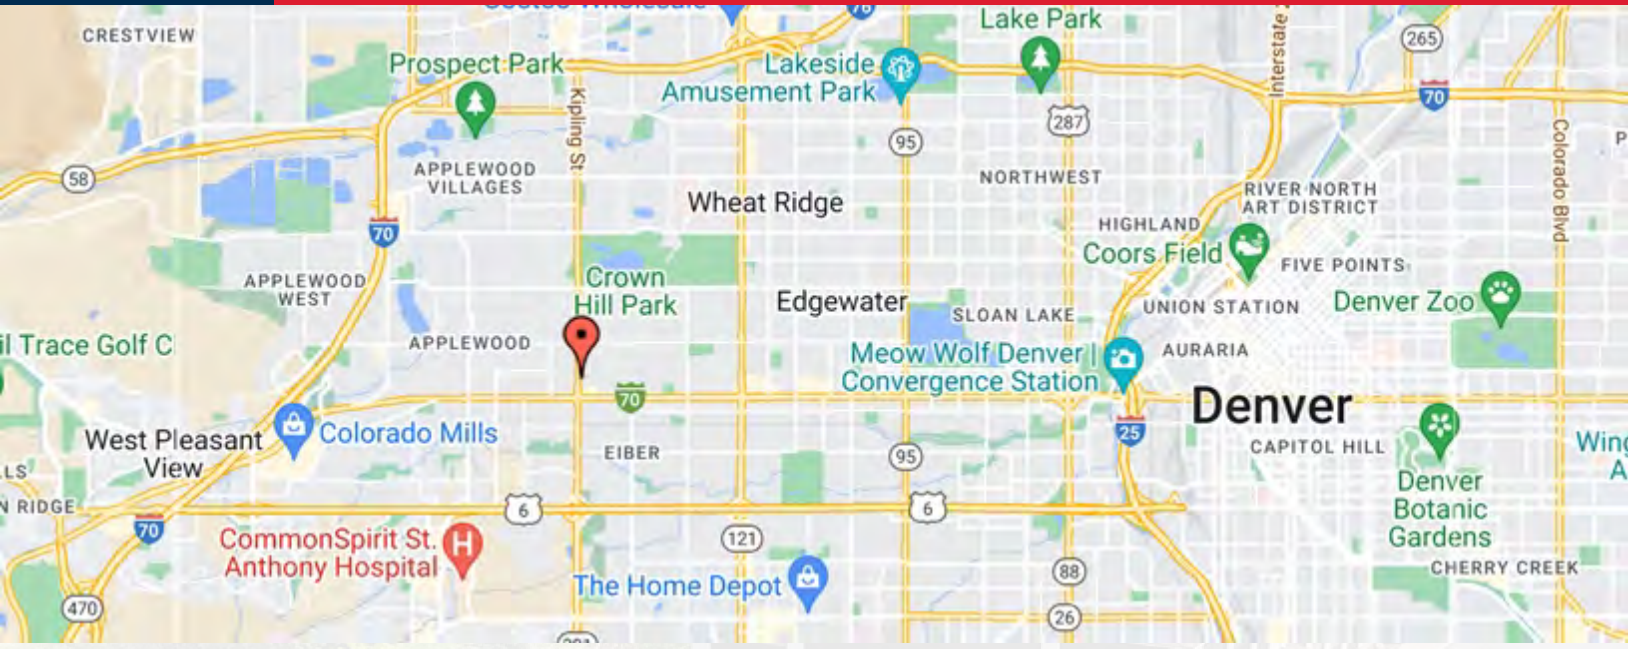 Costco Wholesale
76
CRESTVIEW
Lake Park
265
Interstate
Prospect Park
Lakeside
Amusement Park
70
Kipling St
287
95
Colorado Blvd
58
APPLEWOOD
VILLAGES
NORTHWEST
RIVER NORTH
ART DISTRICT
Wheat Ridge
70
HIGHLAND
Coors Field
FIVE POINTS
APPLEWOOD
WEST
Crown
Hill Park
Edgewater
SLOAN LAKE
UNION STATION
Denver Zoo
il Trace Golf C
APPLEWOOD
Meow Wolf Denver |
Convergence Station
AURARIA
70
Denver
25
West Pleasant
View
Colorado Mills
EIBER
95
CAPITOL HILL
Wing
A
LLS
N RIDGE
70
6
6
Denver
Botanic
Gardens
CommonSpirit St.
Anthony Hospital
121
The Home Depot
88
CHERRY CREEK
470
26